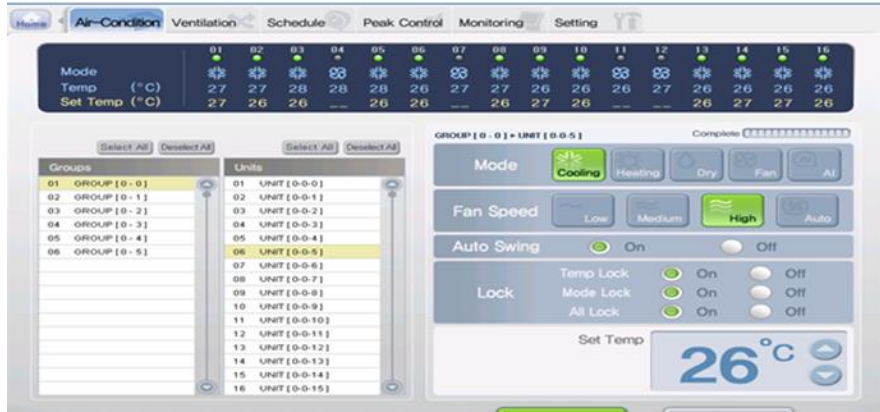 Home Air-Condition Ventilation Schedule Peak Control Monitoring Setting
01 02 03 04 05 06 07 08 09 10 11 12 13 14 15 16
Mode
Temp (°C) 27 27 28 28 28 26 27 27 26 26 26 27 26 26 26 26
Set Temp (°C) 27 26 26 -- 26 26 -- 26 27 26 -- -- 26 27 27 26
Select All Deselect All Select All Deselect All
GROUP [ 0 - 0 ] + UNIT [ 0-0-5 ] Complete
Groups Units
01 GROUP [ 0 - 0 ] 01 UNIT [ 0-0-0 ]
02 GROUP [ 0 - 1 ] 02 UNIT [ 0-0-1 ]
03 GROUP [ 0 - 2 ] 03 UNIT [ 0-0-2 ]
04 GROUP [ 0 - 3 ] 04 UNIT [ 0-0-3 ]
05 GROUP [ 0 - 4 ] 05 UNIT [ 0-0-4 ]
06 GROUP [ 0 - 5 ] 06 UNIT [ 0-0-5 ]
07 UNIT [ 0-0-6 ]
08 UNIT [ 0-0-7 ]
09 UNIT [ 0-0-8 ]
10 UNIT [ 0-0-9 ]
11 UNIT [ 0-0-10 ]
12 UNIT [ 0-0-11 ]
13 UNIT [ 0-0-12 ]
14 UNIT [ 0-0-13 ]
15 UNIT [ 0-0-14 ]
16 UNIT [ 0-0-15 ]
Mode Cooling Heating Dry Fan AI
Fan Speed Low Medium High Auto
Auto Swing On Off
Lock
Temp Lock On Off
Mode Lock On Off
All Lock On Off
Set Temp 26°C